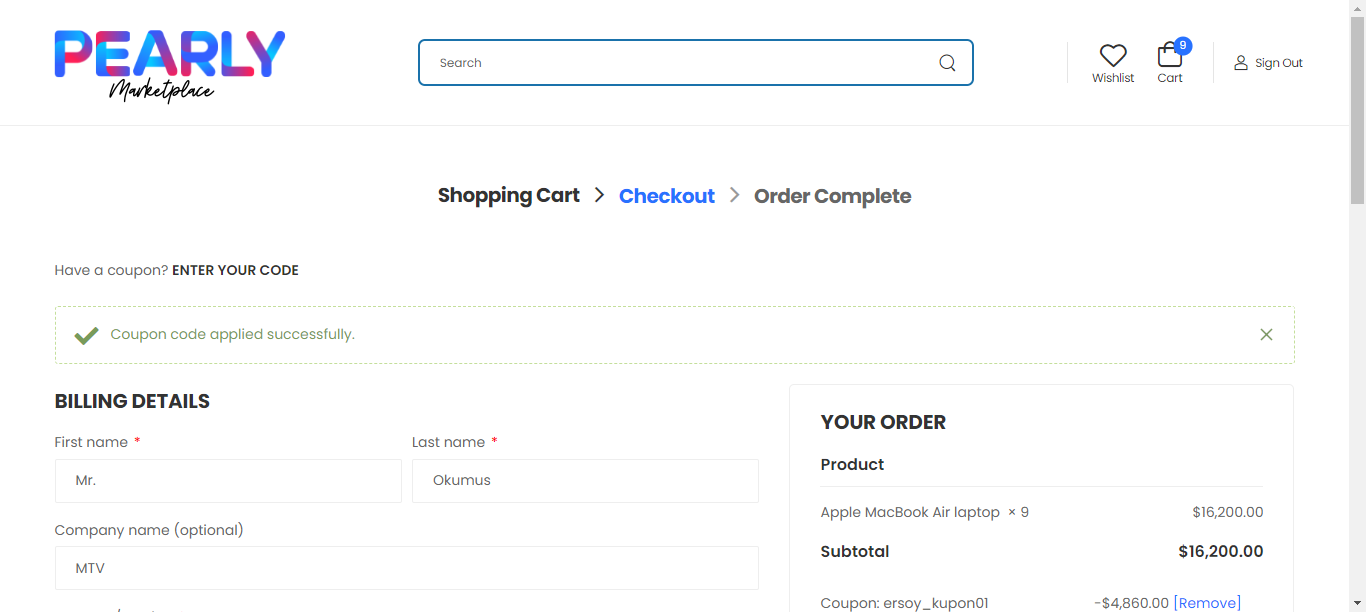 PEARLY
Marketplace
Search
9
Wishlist
Cart
Sign Out
Shopping Cart > Checkout > Order Complete
Have a coupon? ENTER YOUR CODE
Coupon code applied successfully.
BILLING DETAILS
First name *
Last name *
Mr.
Okumus
Company name (optional)
MTV
YOUR ORDER
Product
Apple MacBook Air laptop × 9 $16,200.00
Subtotal $16,200.00
Coupon: ersoy_kupon01 -$4,860.00 [Remove]